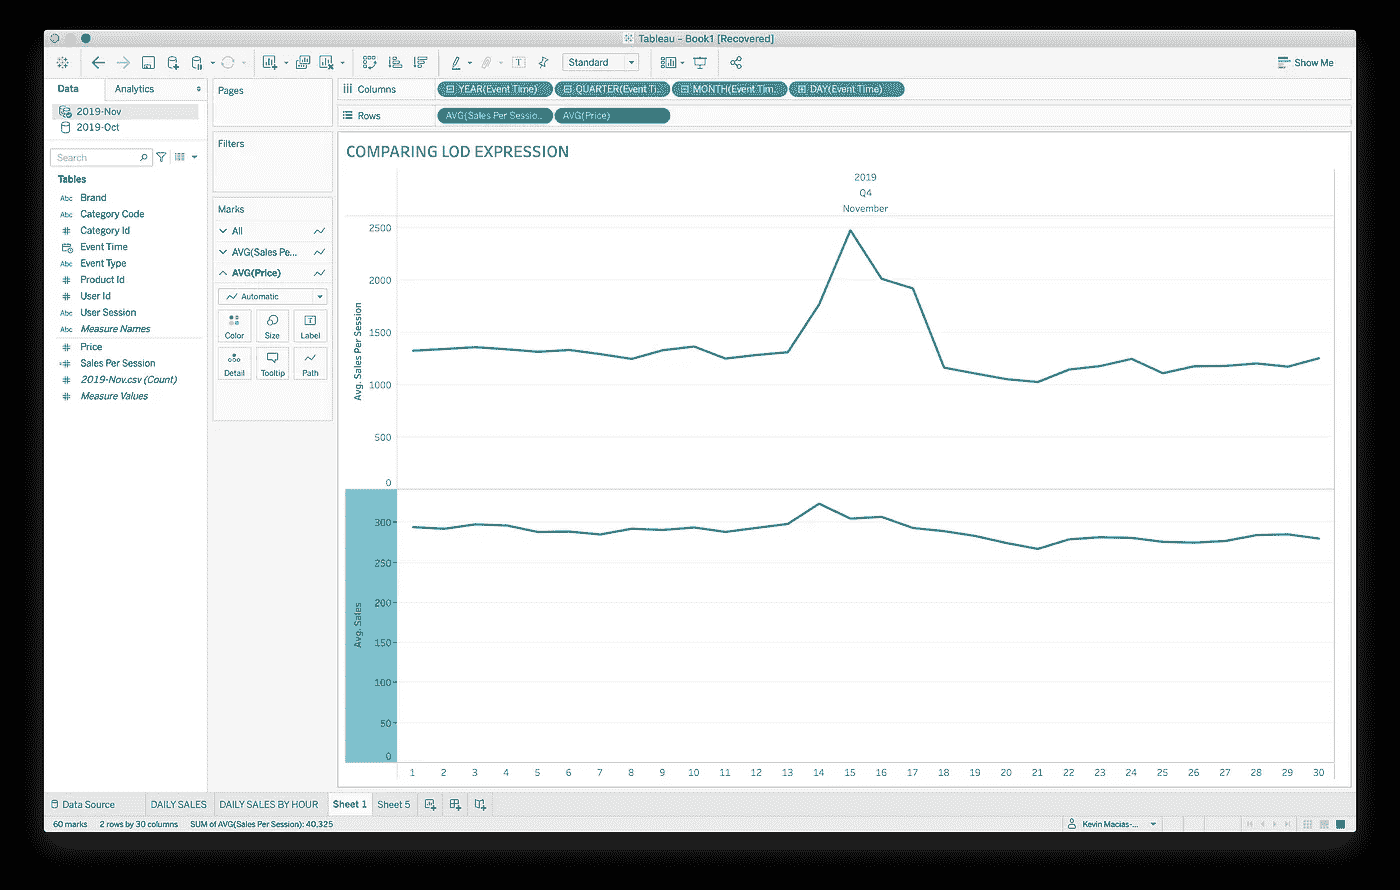 Tableau - Book1 [Recovered]
Standard
Show Me
Data
Analytics
2019-Nov
2019-Oct
Search
Tables
Abc Brand
Abc Category Code
# Category Id
Event Time
Abc Event Type
# Product Id
# User Id
Abc User Session
Abc Measure Names
# Price
# Sales Per Session
# 2019-Nov.csv (Count)
# Measure Values
Pages
Filters
Marks
All
AVG(Sales Pe...
AVG(Price)
Automatic
Color
Size
Label
Detail
Tooltip
Path
Columns
YEAR(Event Time)
QUARTER(Event Ti..
MONTH(Event Tim..
DAY(Event Time)
Rows
AVG(Sales Per Sessio..
AVG(Price)
COMPARING LOD EXPRESSION
2019
Q4
November
Avg. Sales Per Session
2500
2000
1500
1000
500
0
Avg. Sales
300
250
200
150
100
50
0
1 2 3 4 5 6 7 8 9 10 11 12 13 14 15 16 17 18 19 20 21 22 23 24 25 26 27 28 29 30
Data Source
DAILY SALES
DAILY SALES BY HOUR
Sheet 1
Sheet 5
60 marks
2 rows by 30 columns
SUM of AVG(Sales Per Session): 40,325
Kevin Macias-...